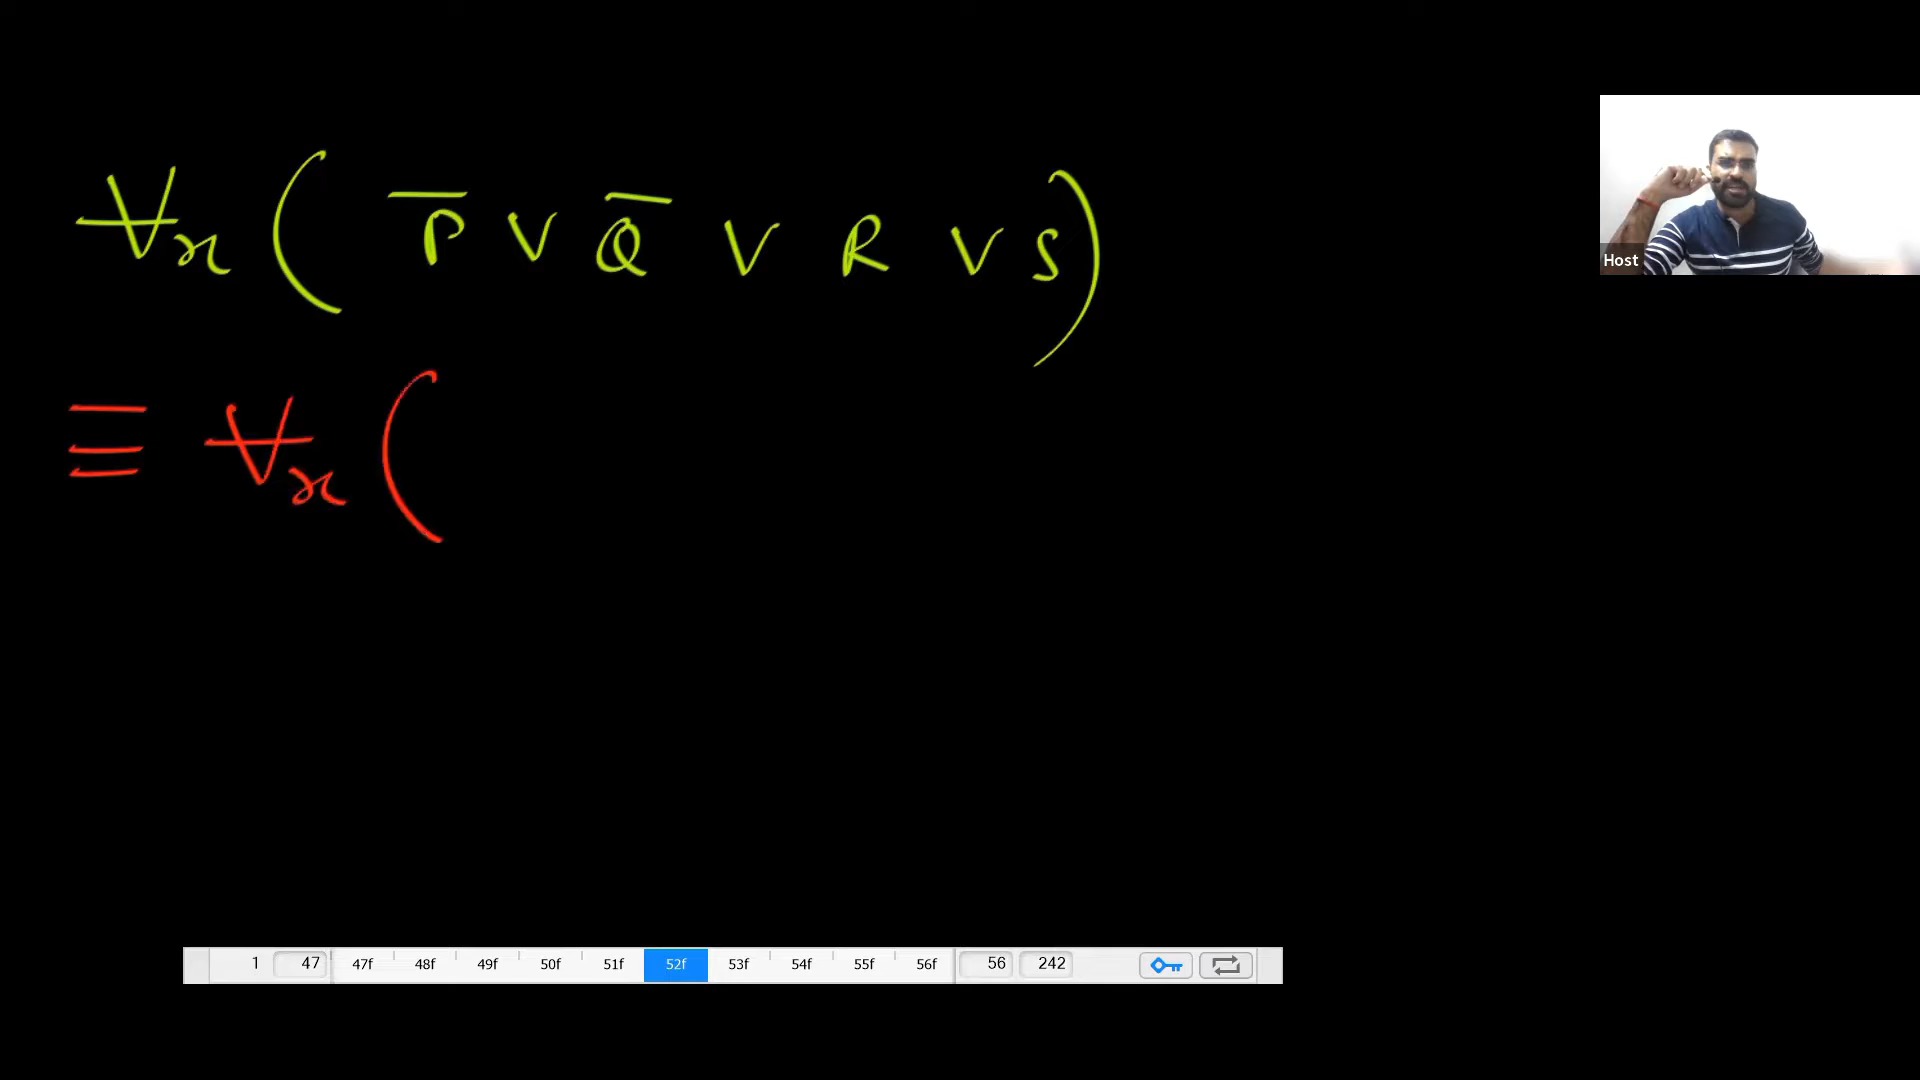 ∀x ( P̅ ∨ Q̅ ∨ R ∨ S )
≡ ∀x (
Host
1 47 47f 48f 49f 50f 51f 52f 53f 54f 55f 56f 56 242